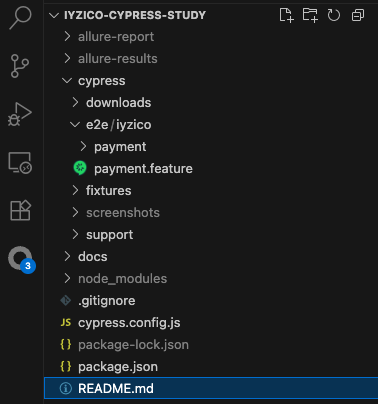 IYZICO-CYPRESS-STUDY
allure-report
allure-results
cypress
downloads
e2e / iyzico
payment
payment.feature
fixtures
screenshots
support
docs
node_modules
.gitignore
JS cypress.config.js
{ } package-lock.json
{ } package.json
README.md
3